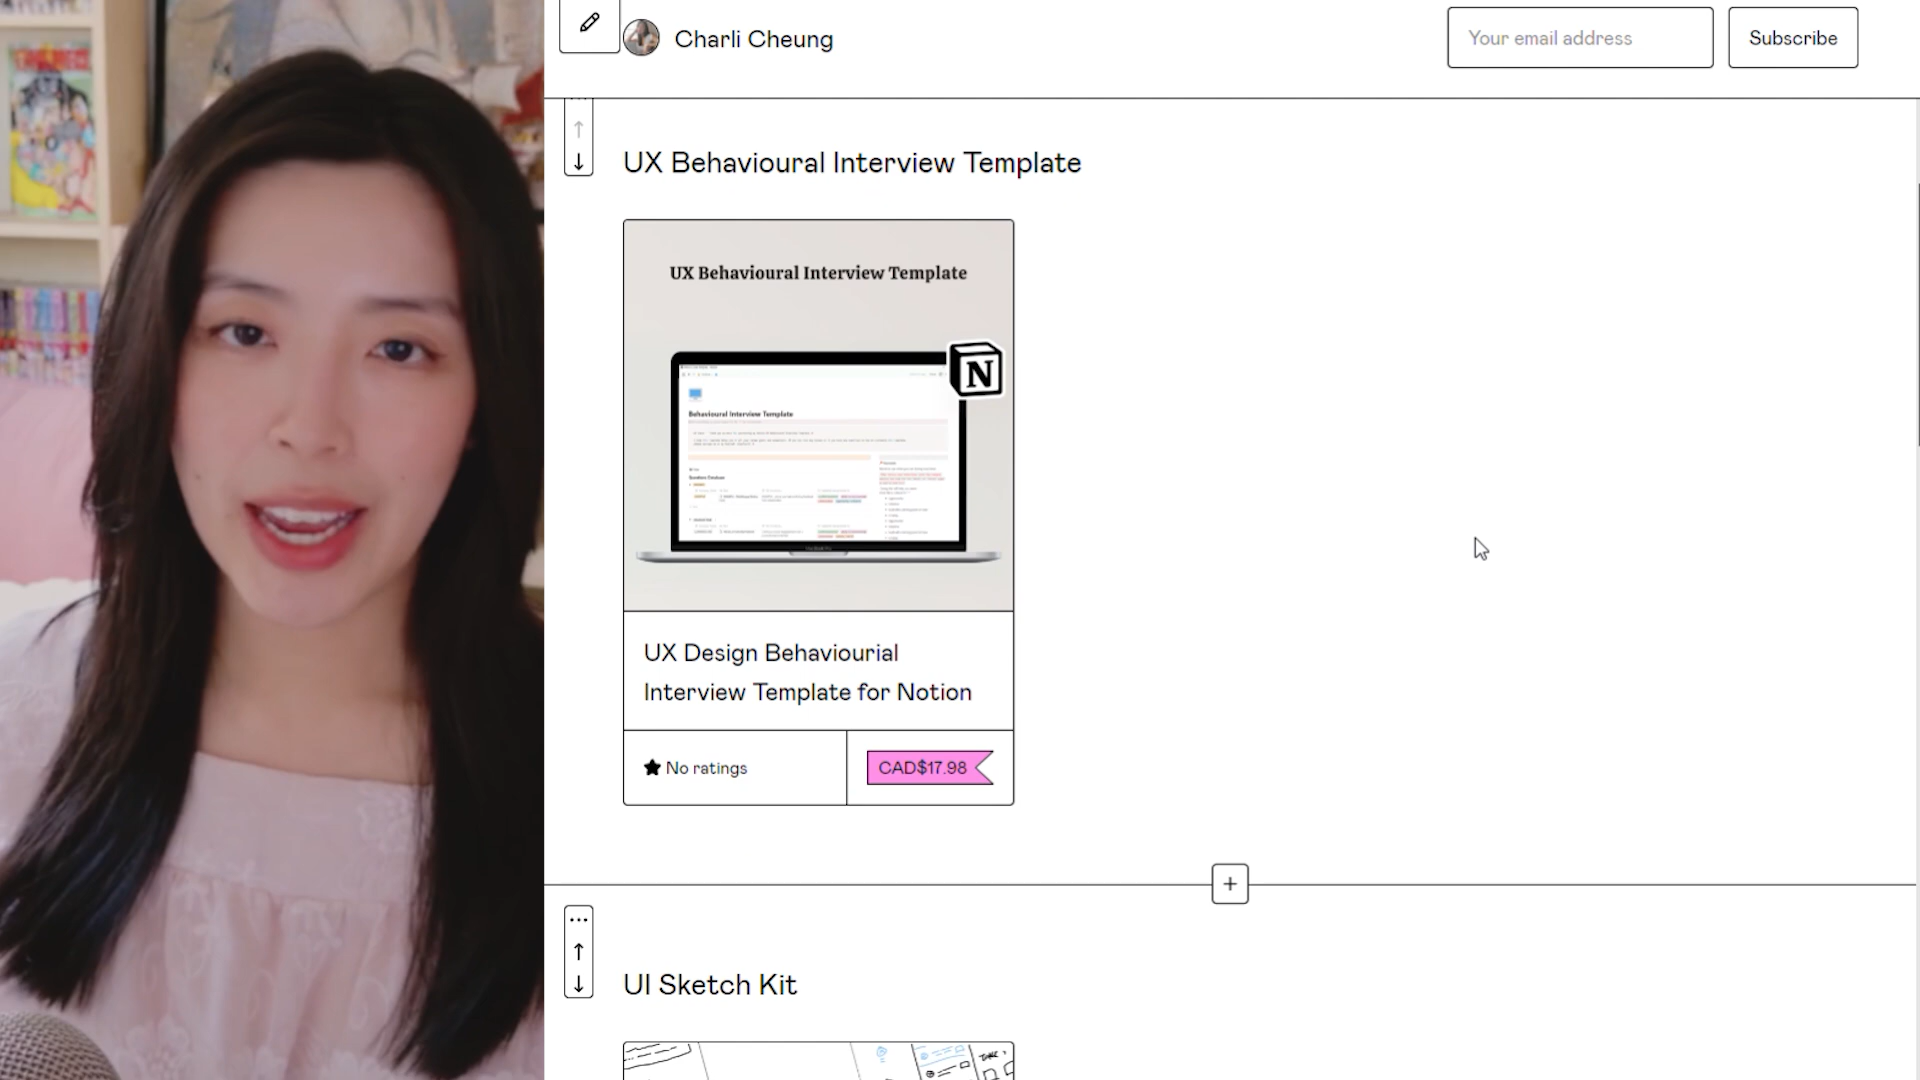 Charli Cheung
Your email address
Subscribe
UX Behavioural Interview Template
UX Behavioural Interview Template
N
Behavioural Interview Template
UX Design Behaviourial
Interview Template for Notion
No ratings
CAD$17.98
UI Sketch Kit